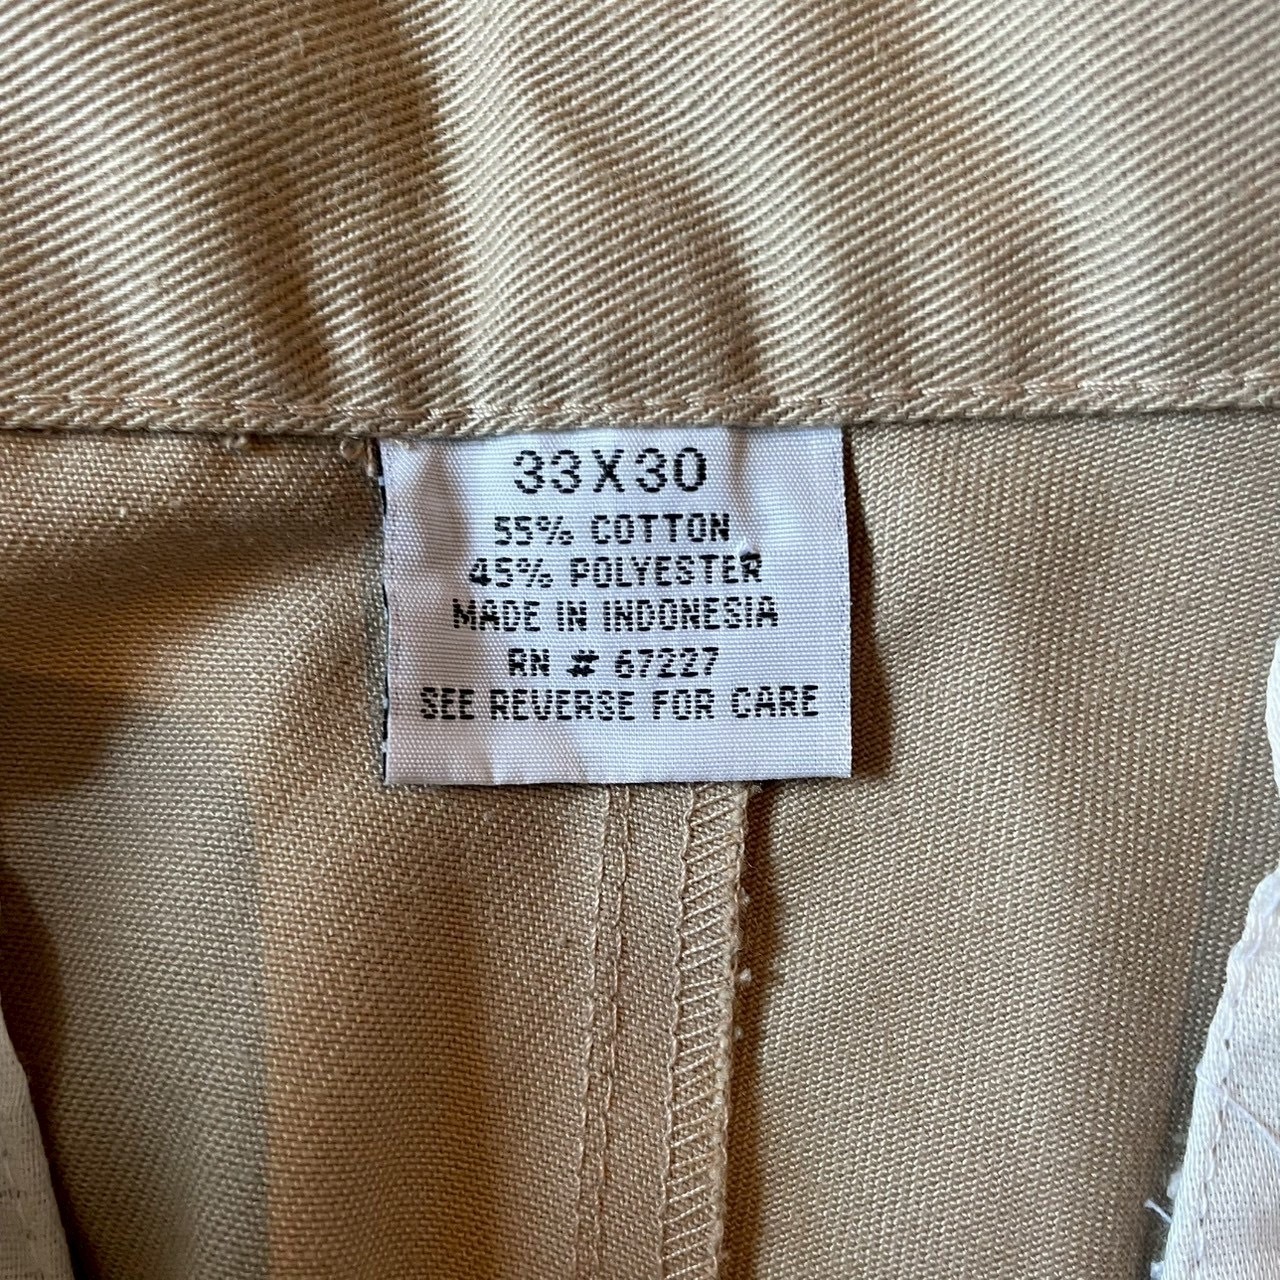 33X30
55% COTTON
45% POLYESTER
MADE IN INDONESIA
RN # 67227
SEE REVERSE FOR CARE